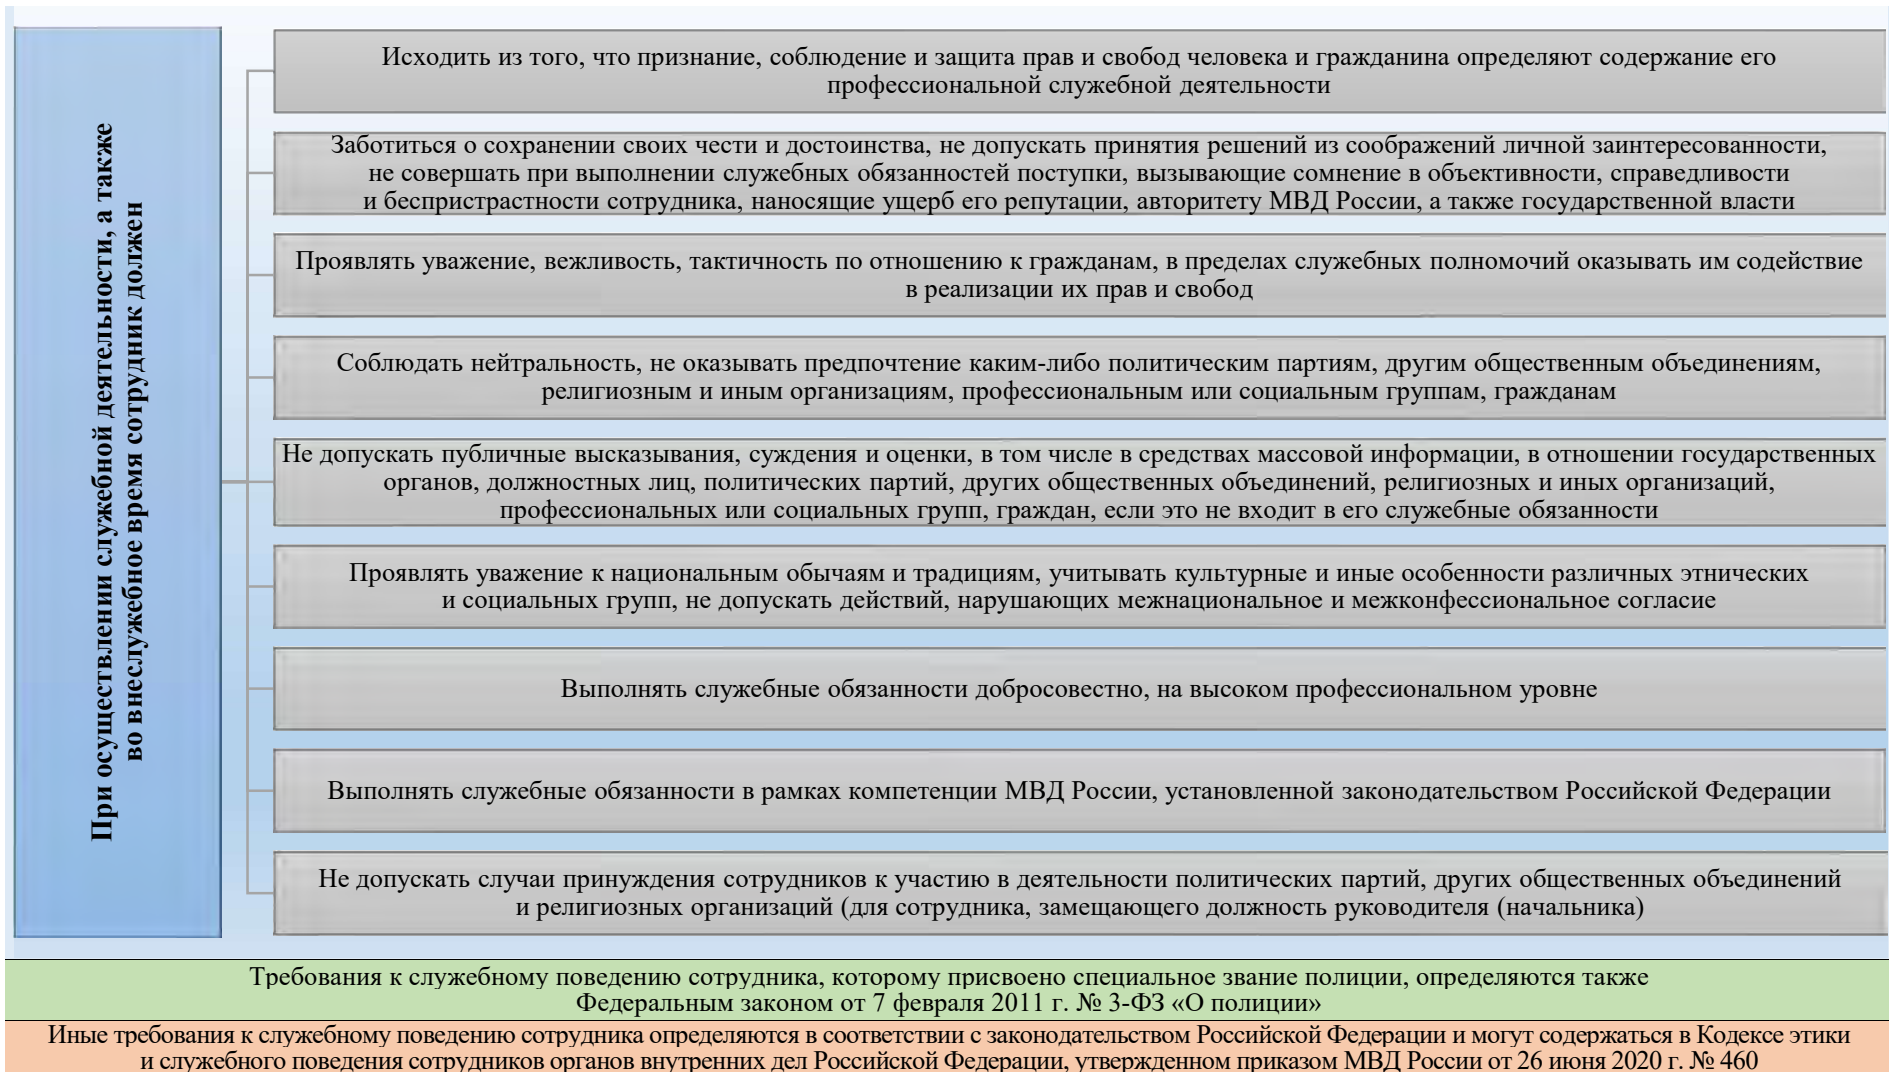 При осуществлении служебной деятельности, а также
во внеслужебное время сотрудник должен
Исходить из того, что признание, соблюдение и защита прав и свобод человека и гражданина определяют содержание его
профессиональной служебной деятельности
Заботиться о сохранении своих чести и достоинства, не допускать принятия решений из соображений личной заинтересованности,
не совершать при выполнении служебных обязанностей поступки, вызывающие сомнение в объективности, справедливости
и беспристрастности сотрудника, наносящие ущерб его репутации, авторитету МВД России, а также государственной власти
Проявлять уважение, вежливость, тактичность по отношению к гражданам, в пределах служебных полномочий оказывать им содействие
в реализации их прав и свобод
Соблюдать нейтральность, не оказывать предпочтение каким-либо политическим партиям, другим общественным объединениям,
религиозным и иным организациям, профессиональным или социальным группам, гражданам
Не допускать публичные высказывания, суждения и оценки, в том числе в средствах массовой информации, в отношении государственных
органов, должностных лиц, политических партий, других общественных объединений, религиозных и иных организаций,
профессиональных или социальных групп, граждан, если это не входит в его служебные обязанности
Проявлять уважение к национальным обычаям и традициям, учитывать культурные и иные особенности различных этнических
и социальных групп, не допускать действий, нарушающих межнациональное и межконфессиональное согласие
Выполнять служебные обязанности добросовестно, на высоком профессиональном уровне
Выполнять служебные обязанности в рамках компетенции МВД России, установленной законодательством Российской Федерации
Не допускать случаи принуждения сотрудников к участию в деятельности политических партий, других общественных объединений
и религиозных организаций (для сотрудника, замещающего должность руководителя (начальника)
Требования к служебному поведению сотрудника, которому присвоено специальное звание полиции, определяются также
Федеральным законом от 7 февраля 2011 г. № 3-ФЗ «О полиции»
Иные требования к служебному поведению сотрудника определяются в соответствии с законодательством Российской Федерации и могут содержаться в Кодексе этики
и служебного поведения сотрудников органов внутренних дел Российской Федерации, утвержденном приказом МВД России от 26 июня 2020 г. № 460